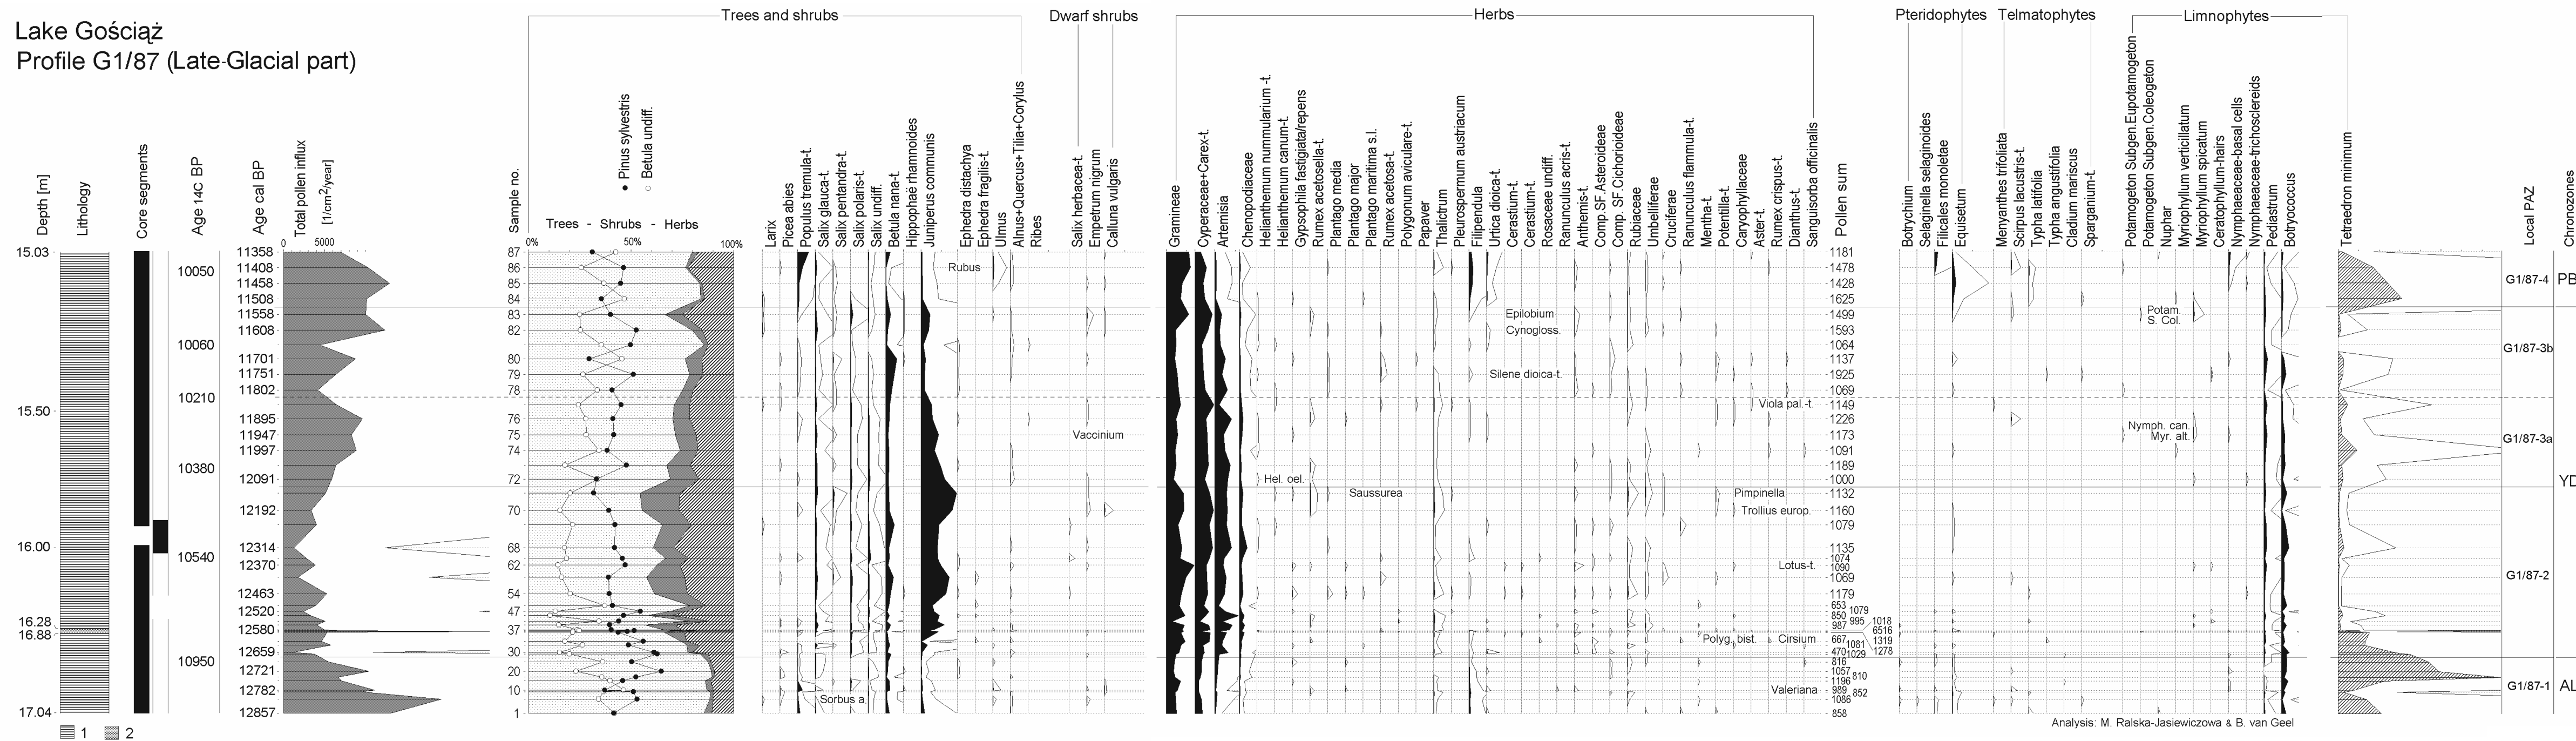 Lake Gościąż
Profile G1/87 (Late-Glacial part)
Trees and shrubs
Dwarf shrubs
Herbs
Pteridophytes
Telmatophytes
Limnophytes
Depth [m]
Lithology
Core segments
Age 14C BP
Age cal BP
Total pollen influx
[1/cm^2/year]
0 5000
Sample no.
Pinus sylvestris
Betula undiff.
Trees - Shrubs - Herbs
0% 50% 100%
Larix
Picea abies
Populus tremula-t.
Salix glauca-t.
Salix pentandra-t.
Salix polaris-t.
Salix undiff.
Betula nana-t.
Hippophaë rhamnoides
Juniperus communis
Ephedra distachya
Ephedra fragilis-t.
Ulmus
Alnus+Quercus+Tilia+Corylus
Ribes
Salix herbacea-t.
Empetrum nigrum
Calluna vulgaris
Gramineae
Cyperaceae+Carex-t.
Artemisia
Chenopodiaceae
Helianthemum nummularium -t.
Helianthemum canum-t.
Gypsophila fastigiata/repens
Rumex acetosella-t.
Plantago media
Plantago major
Plantago maritima s.l.
Rumex acetosa-t.
Polygonum aviculare-t.
Papaver
Thalictrum
Pleurospermum austriacum
Filipendula
Urtica dioica-t.
Cerastium-t.
Cerastium-t.
Rosaceae undiff.
Ranunculus acris-t.
Anthemis-t.
Comp. SF.Asteroideae
Comp. SF.Cichorioideae
Rubiaceae
Umbelliferae
Cruciferae
Ranunculus flammula-t.
Mentha-t.
Potentilla-t.
Caryophyllaceae
Aster-t.
Rumex crispus-t.
Dianthus-t.
Sanguisorba officinalis
Pollen sum
Botrychium
Selaginella selaginoides
Filicales monoletae
Equisetum
Menyanthes trifoliata
Scirpus lacustris-t.
Typha latifolia
Typha angustifolia
Cladium mariscus
Sparganium-t.
Potamogeton Subgen.Eupotamogeton
Potamogeton Subgen.Coleogeton
Nuphar
Myriophyllum verticillatum
Myriophyllum spicatum
Ceratophyllum-hairs
Nymphaeaceae-basal cells
Nymphaeaceae-trichosclereids
Pediastrum
Botryococcus
Tetraedron minimum
Local PAZ
Chronozones
15.03
15.50
16.00
16.28
16.88
17.04
10050
10060
10210
10380
10540
10950
11358
11408
11458
11508
11558
11608
11701
11751
11802
11895
11947
11997
12091
12192
12314
12370
12463
12520
12580
12659
12721
12782
12857
87
86
85
84
83
82
80
79
78
76
75
74
72
70
68
62
54
47
37
30
20
10
1
Rubus
Vaccinium
Sorbus a.
Epilobium
Cynogloss.
Silene dioica-t.
Viola pal.-t.
Hel. oel.
Saussurea
Pimpinella
Trollius europ.
Lotus-t.
Polyg. bist.
Cirsium
Valeriana
1181
1478
1428
1625
1499
1593
1064
1137
1925
1069
1149
1226
1173
1091
1189
1000
1132
1160
1079
1135
1074
1090
1069
1179
653
1079
850
995 1018
987
6516
667 1319
1081
470 1278
1029
816
1057
810
1196
989
852
1086
858
Potam.
S. Col.
Nymph. can.
Myr. alt.
G1/87-4
G1/87-3b
G1/87-3a
G1/87-2
G1/87-1
PB
YD
AL
1 2
Analysis: M. Ralska-Jasiewiczowa & B. van Geel